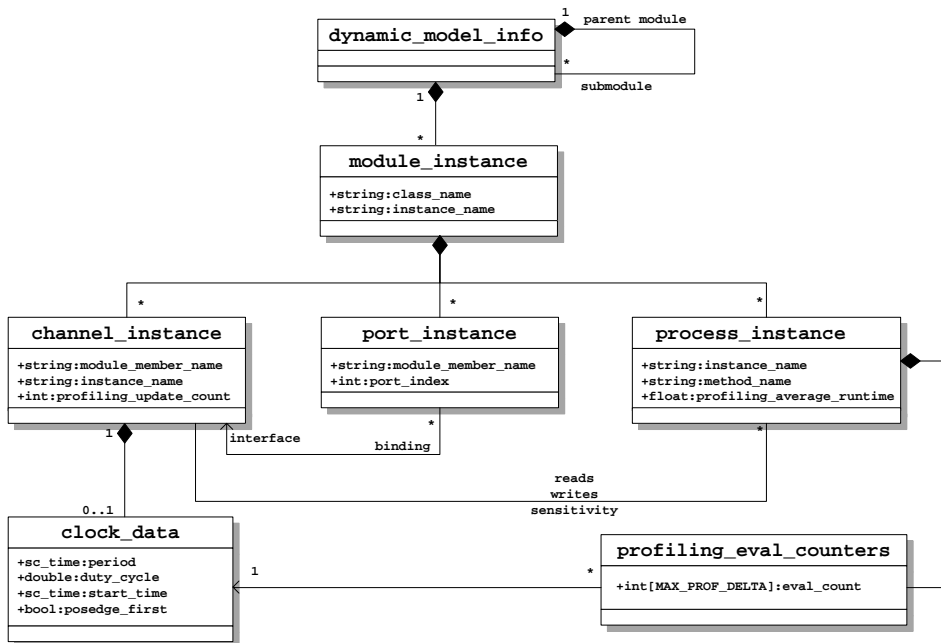 1
parent module
dynamic_model_info
*
submodule
1
*
module_instance
+string:class_name
+string:instance_name
*
*
*
channel_instance
port_instance
process_instance
+string:module_member_name
+string:instance_name
+int:profiling_update_count
+string:module_member_name
+int:port_index
+string:instance_name
+string:method_name
+float:profiling_average_runtime
1
interface
*
binding
*
reads
writes
sensitivity
0..1
clock_data
+sc_time:period
+double:duty_cycle
+sc_time:start_time
+bool:posedge_first
1
*
profiling_eval_counters
+int[MAX_PROF_DELTA]:eval_count